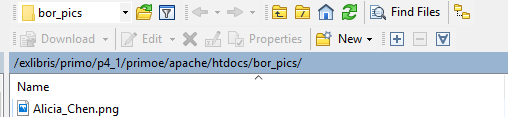 bor_pics Find Files
Download Edit Properties New
/exlibris/primo/p4_1/primoe/apache/htdocs/bor_pics/
Name
Alicia_Chen.png